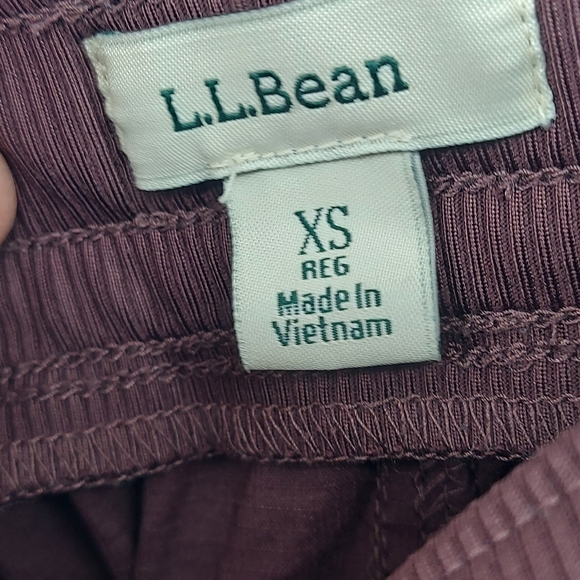 L.L.Bean
XS
REG
Made In
Vietnam